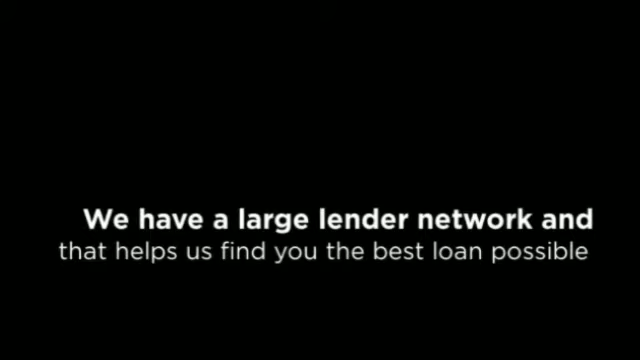 We have a large lender network and
that helps us find you the best loan possible